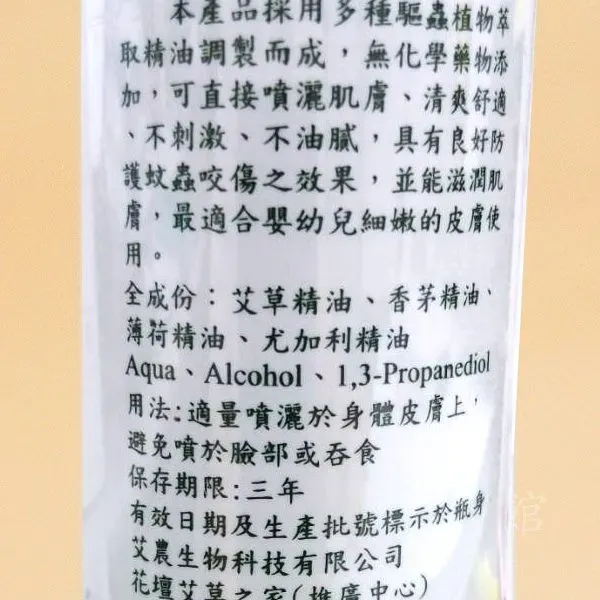 本產品採用多種驅蟲植物萃
取精油調製而成，無化學藥物添
加，可直接噴灑肌膚、清爽舒適
、不刺激、不油膩，具有良好防
護蚊蟲咬傷之效果，並能滋潤肌
膚，最適合嬰幼兒細嫩的皮膚使
用。
全成份：艾草精油、香茅精油、
薄荷精油、尤加利精油
Aqua、Alcohol、1,3-Propanediol
用法:適量噴灑於身體皮膚上，
避免噴於臉部或吞食
保存期限:三年
有效日期及生產批號標示於瓶身
艾農生物科技有限公司
花壇艾草之家(推廣中心)